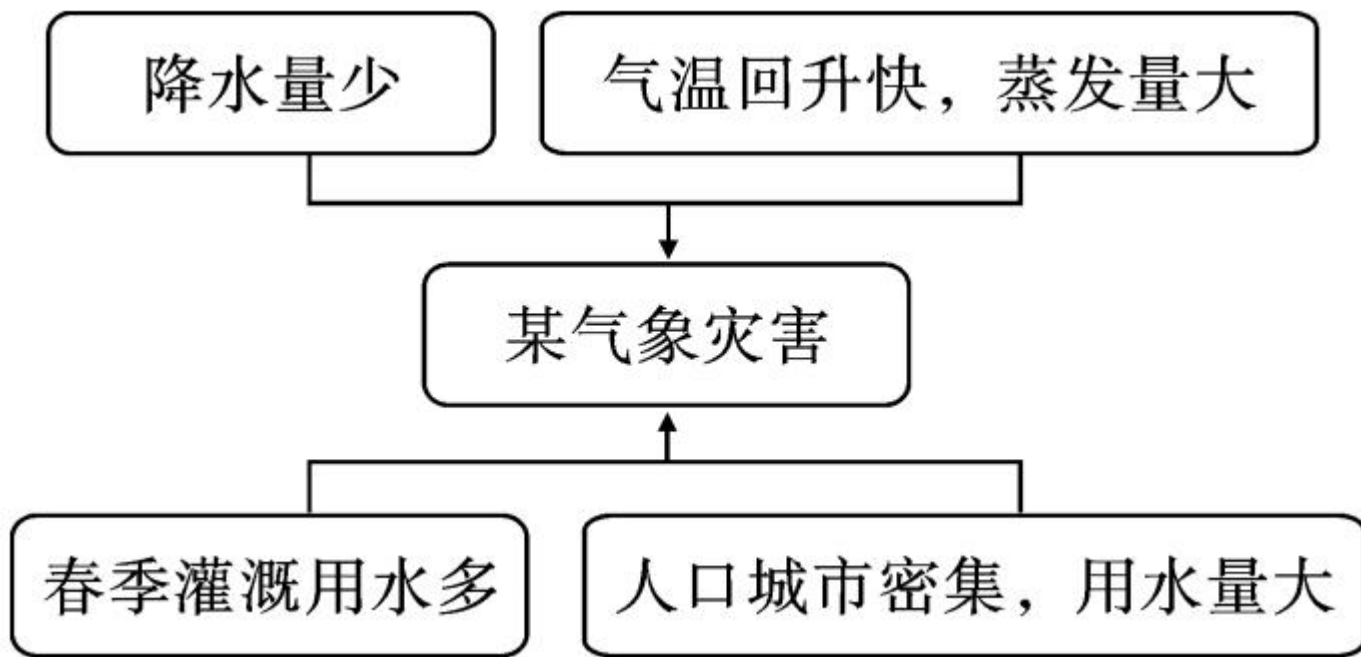 降水量少
气温回升快，蒸发量大
某气象灾害
春季灌溉用水多
人口城市密集，用水量大